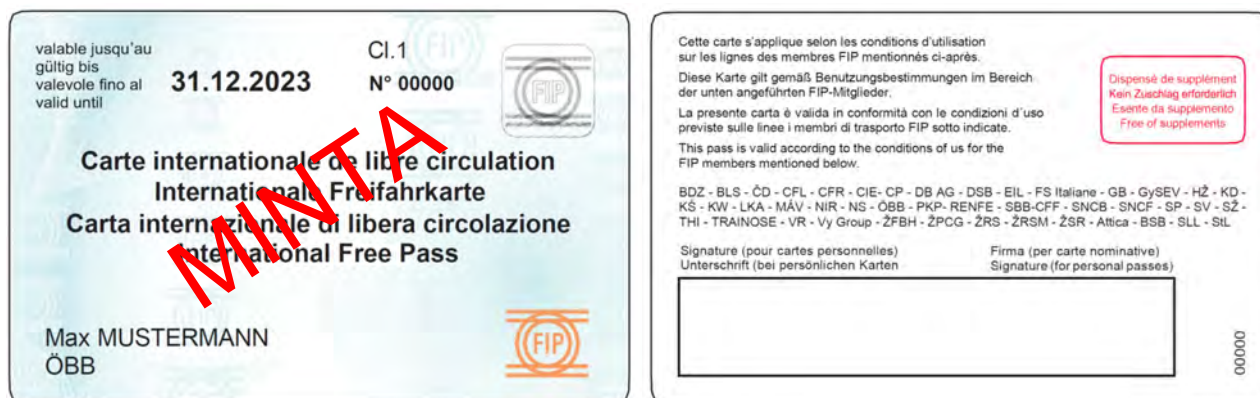 valable jusqu'au
gültig bis
valevole fino al
valid until
31.12.2023
Cl.1
N° 00000
FIP
FIP
Carte internationale de libre circulation
Internationale Freifahrkarte
Carta internazionale di libera circolazione
International Free Pass
MINTA
Max MUSTERMANN
ÖBB
FIP
Cette carte s'applique selon les conditions d'utilisation
sur les lignes des membres FIP mentionnés ci-après.
Diese Karte gilt gemäß Benutzungsbestimmungen im Bereich
der unten angeführten FIP-Mitglieder.
La presente carta è valida in conformità con le condizioni d´uso
previste sulle linee i membri di trasporto FIP sotto indicate.
This pass is valid according to the conditions of us for the
FIP members mentioned below.
Dispensé de supplément
Kein Zuschlag erforderlich
Esente da supplemento
Free of supplements
BDZ - BLS - ČD - CFL - CFR - CIE- CP - DB AG - DSB - EIL - FS Italiane - GB - GySEV - HŽ - KD -
KŚ - KW - LKA - MÁV - NIR - NS - ÖBB - PKP- RENFE - SBB-CFF - SNCB - SNCF - SP - SV - SŽ -
THI - TRAINOSE - VR - Vy Group - ŽFBH - ŽPCG - ŽRS - ŽRSM - ŽSR - Attica - BSB - SLL - StL
Signature (pour cartes personnelles)
Unterschrift (bei persönlichen Karten
Firma (per carte nominative)
Signature (for personal passes)
00000